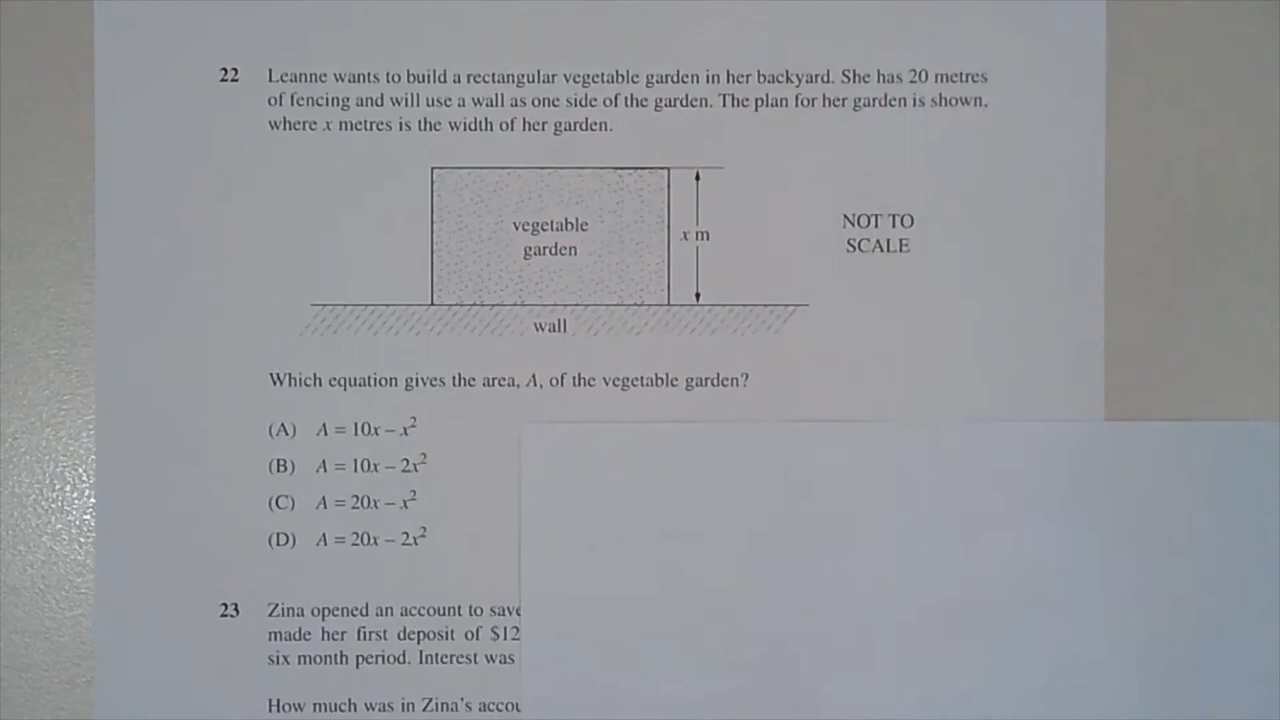 22 Leanne wants to build a rectangular vegetable garden in her backyard. She has 20 metres
of fencing and will use a wall as one side of the garden. The plan for her garden is shown,
where x metres is the width of her garden.
vegetable
garden
x m
NOT TO
SCALE
wall
Which equation gives the area, A, of the vegetable garden?
(A) A = 10x – x²
(B) A = 10x – 2x²
(C) A = 20x – x²
(D) A = 20x – 2x²
23 Zina opened an account to save
made her first deposit of $12
six month period. Interest was
How much was in Zina's